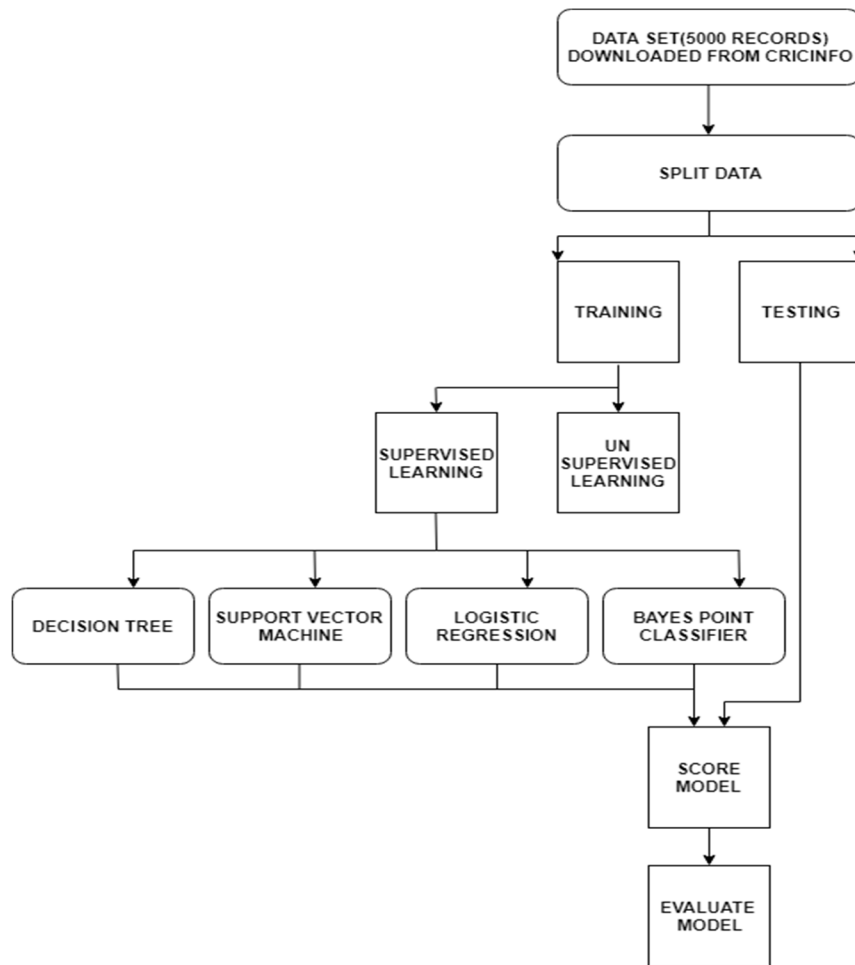 DATA SET(5000 RECORDS)
DOWNLOADED FROM CRICINFO
SPLIT DATA
TRAINING
TESTING
SUPERVISED
LEARNING
UN
SUPERVISED
LEARNING
DECISION TREE
SUPPORT VECTOR
MACHINE
LOGISTIC
REGRESSION
BAYES POINT
CLASSIFIER
SCORE
MODEL
EVALUATE
MODEL